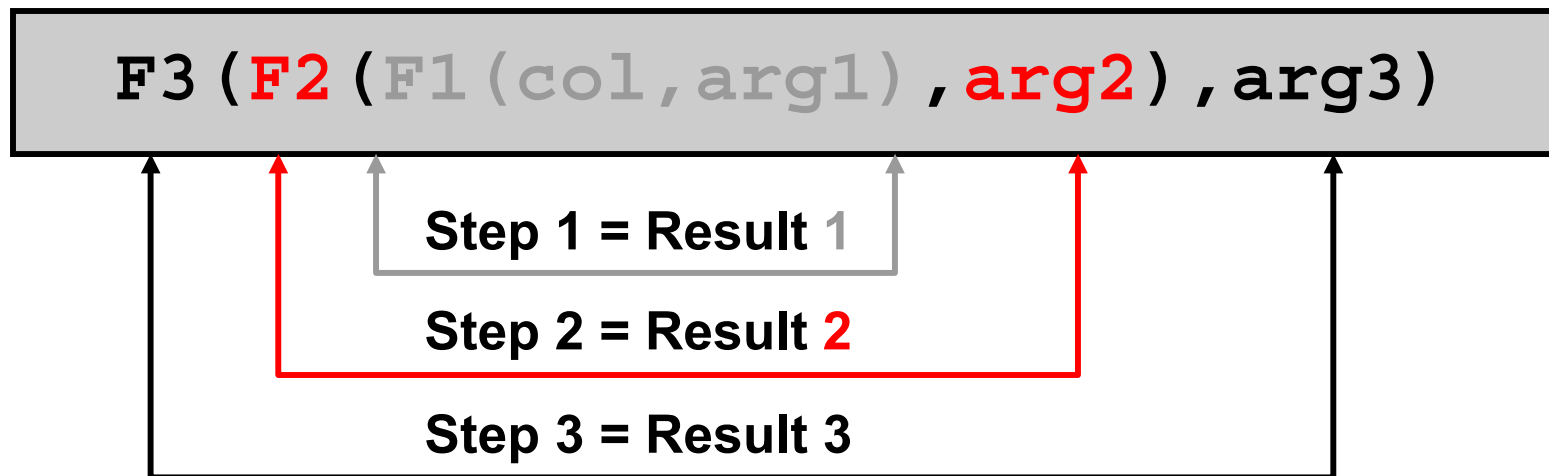 F3(F2(F1(col,arg1),arg2),arg3)
Step 1 = Result 1
Step 2 = Result 2
Step 3 = Result 3